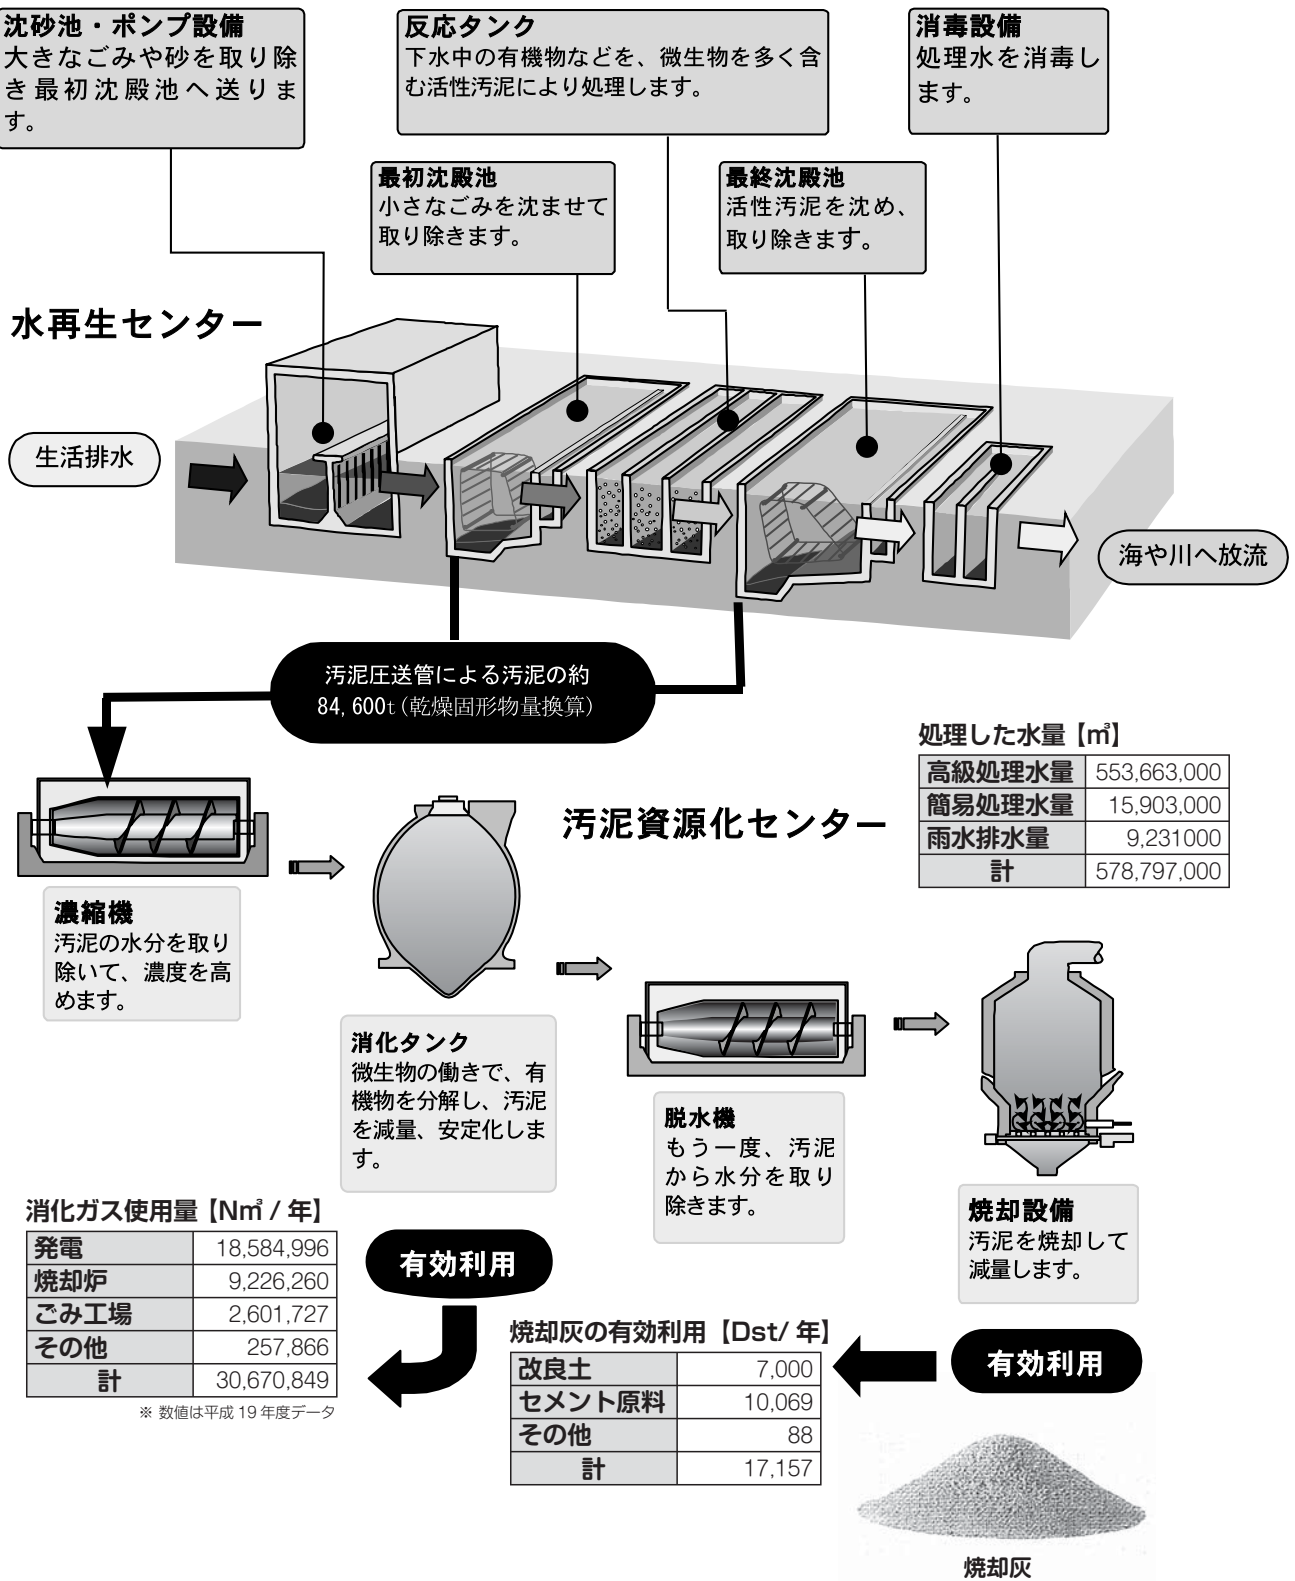 沈砂池・ポンプ設備
大きなごみや砂を取り除
き最初沈殿池へ送りま
す。
反応タンク
下水中の有機物などを、微生物を多く含
む活性汚泥により処理します。
消毒設備
処理水を消毒し
ます。
最初沈殿池
小さなごみを沈ませて
取り除きます。
最終沈殿池
活性汚泥を沈め、
取り除きます。
水再生センター
生活排水
海や川へ放流
汚泥圧送管による汚泥の約
84,600t(乾燥固形物量換算)
処理した水量【㎥】
高級処理水量 553,663,000
簡易処理水量 15,903,000
雨水排水量 9,231000
計 578,797,000
汚泥資源化センター
濃縮機
汚泥の水分を取り
除いて、濃度を高
めます。
消化タンク
微生物の働きで、有
機物を分解し、汚泥
を減量、安定化しま
す。
脱水機
もう一度、汚泥
から水分を取り
除きます。
焼却設備
汚泥を焼却して
減量します。
消化ガス使用量【N㎥ / 年】
発電 18,584,996
焼却炉 9,226,260
ごみ工場 2,601,727
その他 257,866
計 30,670,849
※ 数値は平成 19 年度データ
有効利用
焼却灰の有効利用【Dst/ 年】
改良土 7,000
セメント原料 10,069
その他 88
計 17,157
有効利用
焼却灰